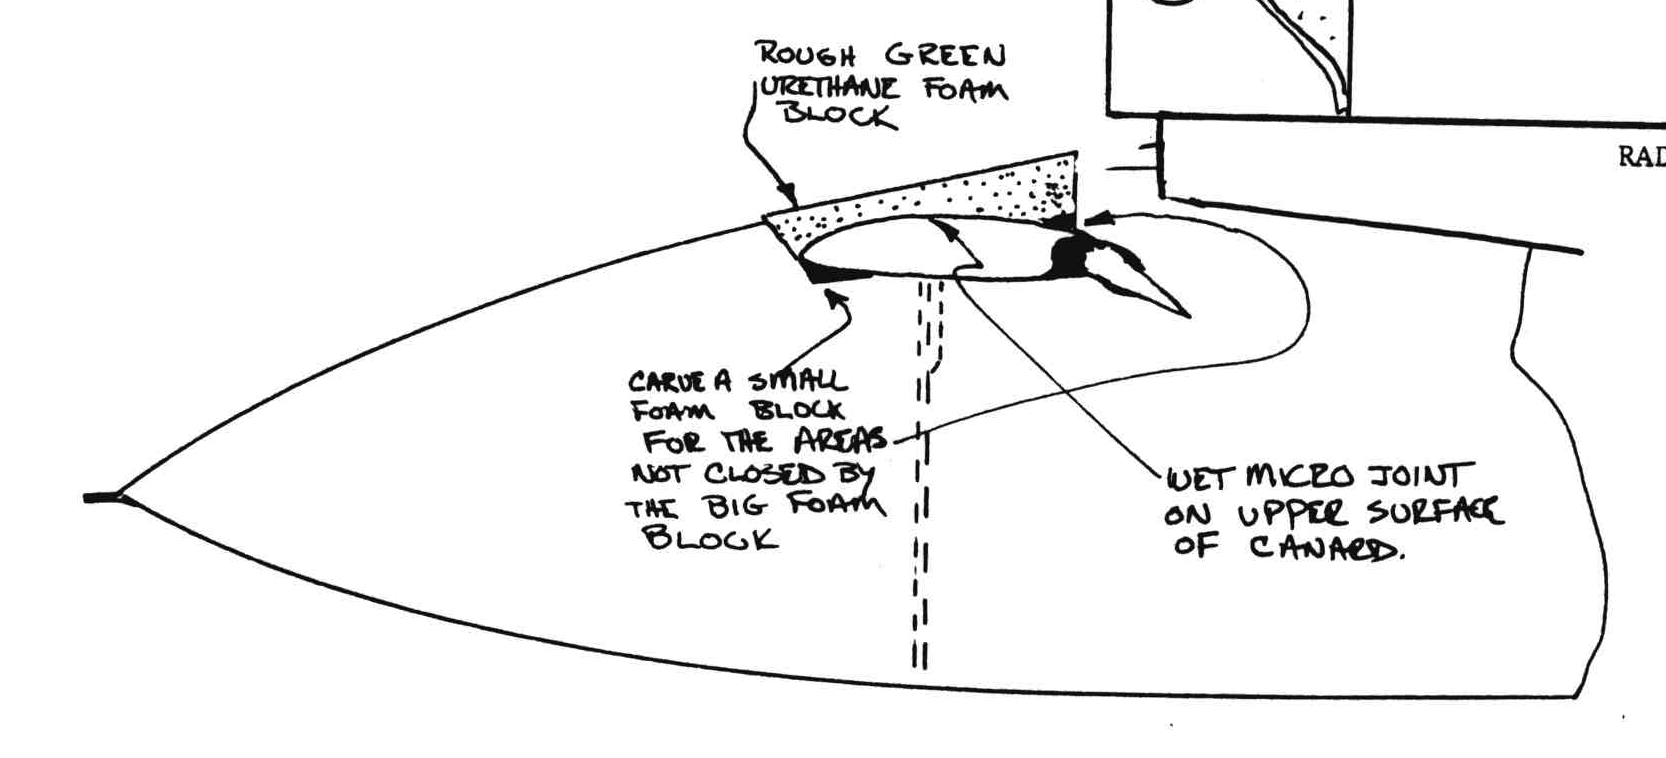 ROUGH GREEN
URETHANE FOAM
BLOCK
RAD
CARVE A SMALL
FOAM BLOCK
FOR THE AREAS
NOT CLOSED BY
THE BIG FOAM
BLOCK
WET MICRO JOINT
ON UPPER SURFACE
OF CANARD.